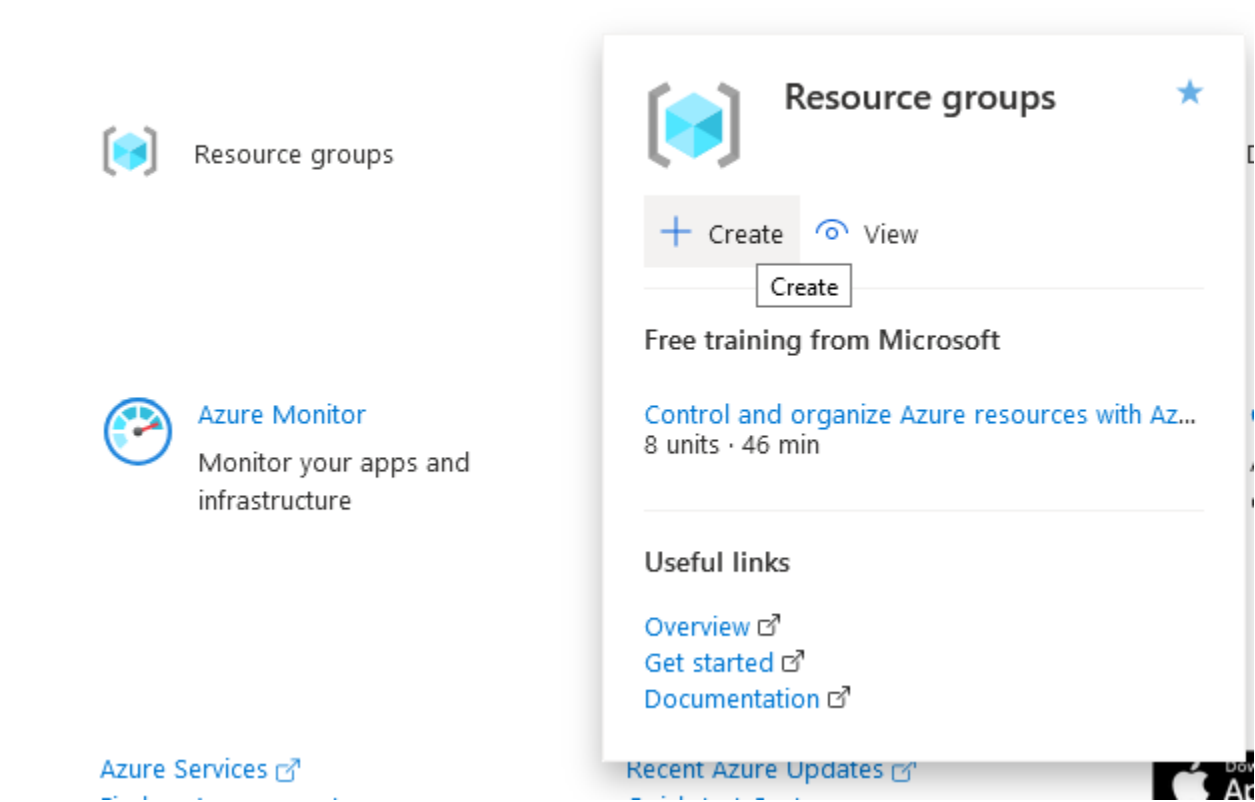 Resource groups
Resource groups
Create
View
Create
Free training from Microsoft
Control and organize Azure resources with Az...
8 units · 46 min
Azure Monitor
Monitor your apps and
infrastructure
Useful links
Overview
Get started
Documentation
Azure Services
Recent Azure Updates